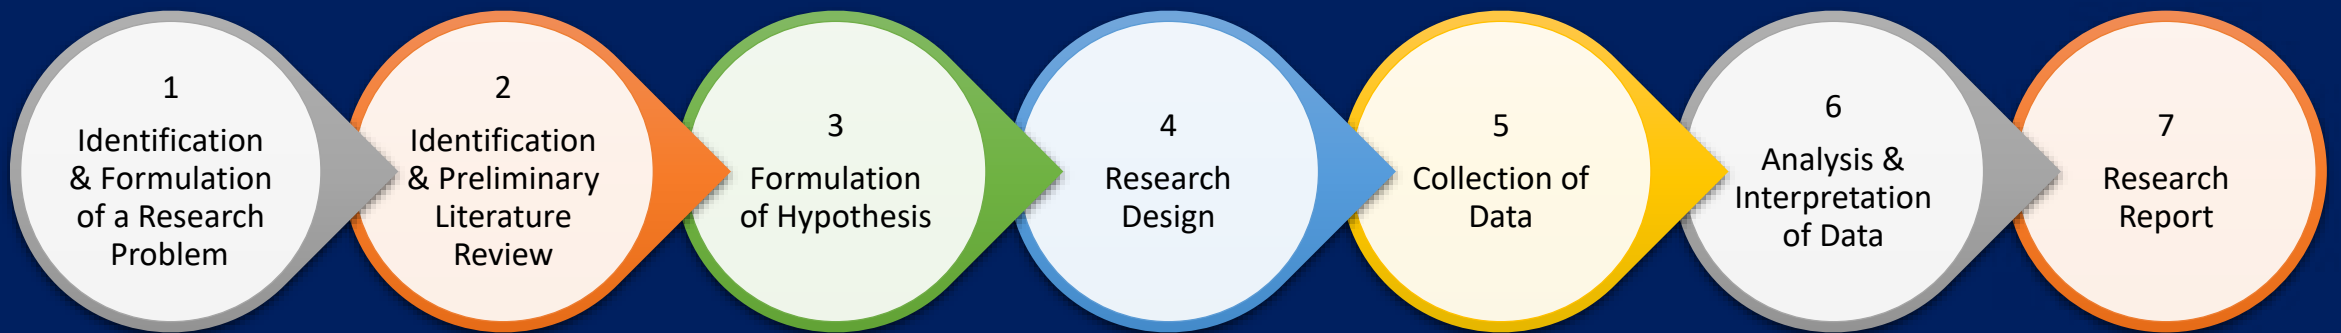 1
Identification
& Formulation
of a Research
Problem
2
Identification
& Preliminary
Literature
Review
3
Formulation
of Hypothesis
4
Research
Design
5
Collection of
Data
6
Analysis &
Interpretation
of Data
7
Research
Report